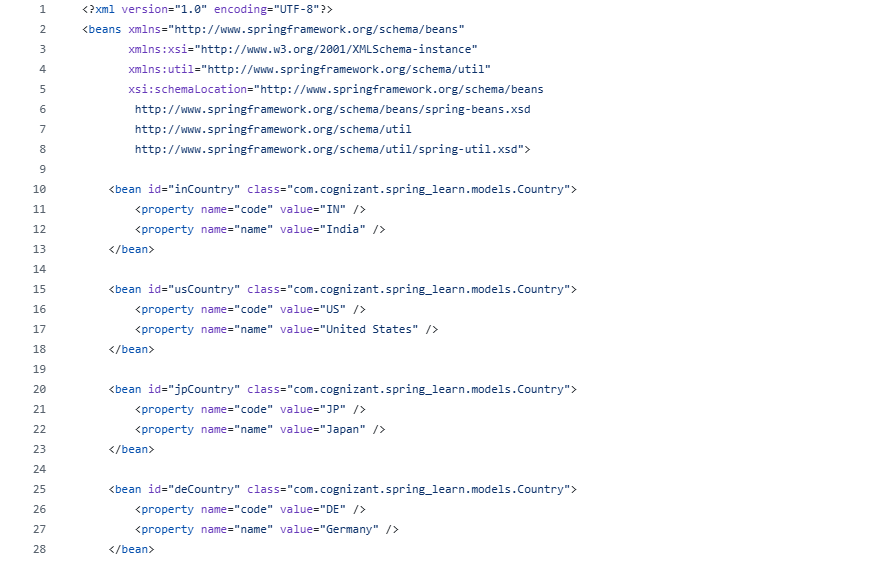 1 <?xml version="1.0" encoding="UTF-8"?>
2 <beans xmlns="http://www.springframework.org/schema/beans"
3 xmlns:xsi="http://www.w3.org/2001/XMLSchema-instance"
4 xmlns:util="http://www.springframework.org/schema/util"
5 xsi:schemaLocation="http://www.springframework.org/schema/beans
6 http://www.springframework.org/schema/beans/spring-beans.xsd
7 http://www.springframework.org/schema/util
8 http://www.springframework.org/schema/util/spring-util.xsd">
9
10 <bean id="inCountry" class="com.cognizant.spring_learn.models.Country">
11 <property name="code" value="IN" />
12 <property name="name" value="India" />
13 </bean>
14
15 <bean id="usCountry" class="com.cognizant.spring_learn.models.Country">
16 <property name="code" value="US" />
17 <property name="name" value="United States" />
18 </bean>
19
20 <bean id="jpCountry" class="com.cognizant.spring_learn.models.Country">
21 <property name="code" value="JP" />
22 <property name="name" value="Japan" />
23 </bean>
24
25 <bean id="deCountry" class="com.cognizant.spring_learn.models.Country">
26 <property name="code" value="DE" />
27 <property name="name" value="Germany" />
28 </bean>